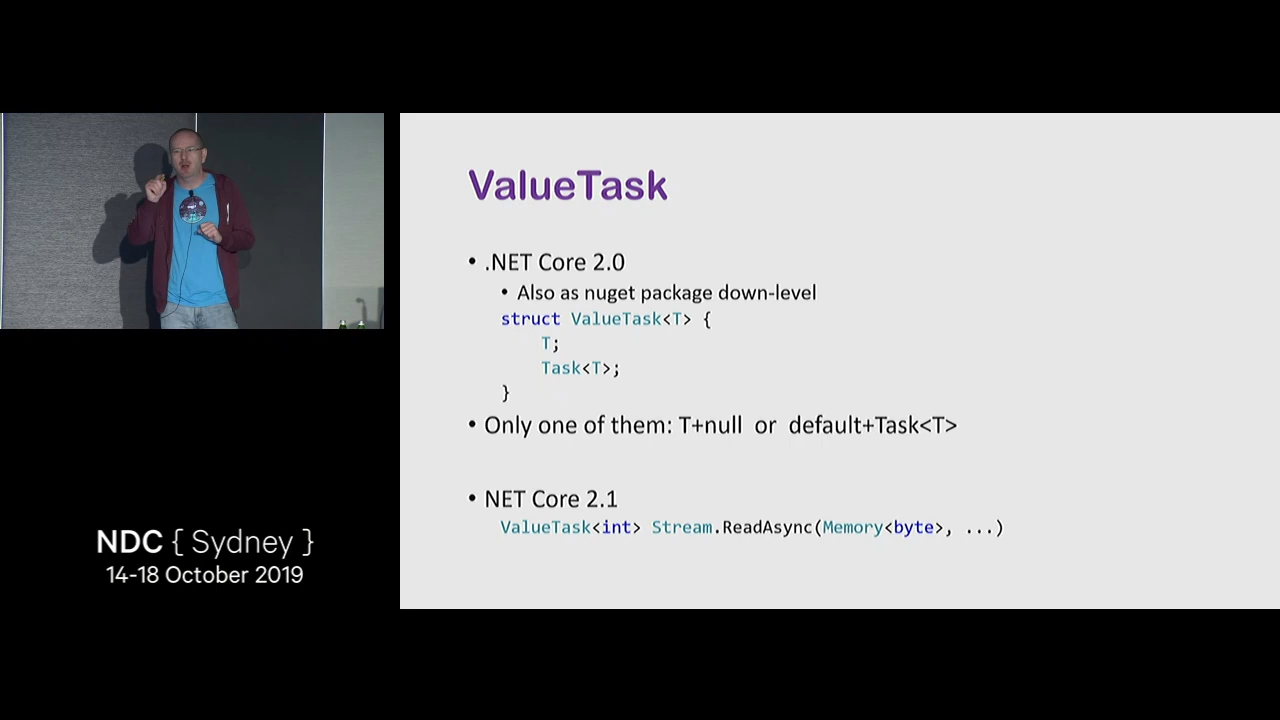 ValueTask
• .NET Core 2.0
• Also as nuget package down-level
struct ValueTask<T> {
T;
Task<T>;
}
• Only one of them: T+null or default+Task<T>
• NET Core 2.1
ValueTask<int> Stream.ReadAsync(Memory<byte>, ...)
NDC { Sydney }
14-18 October 2019